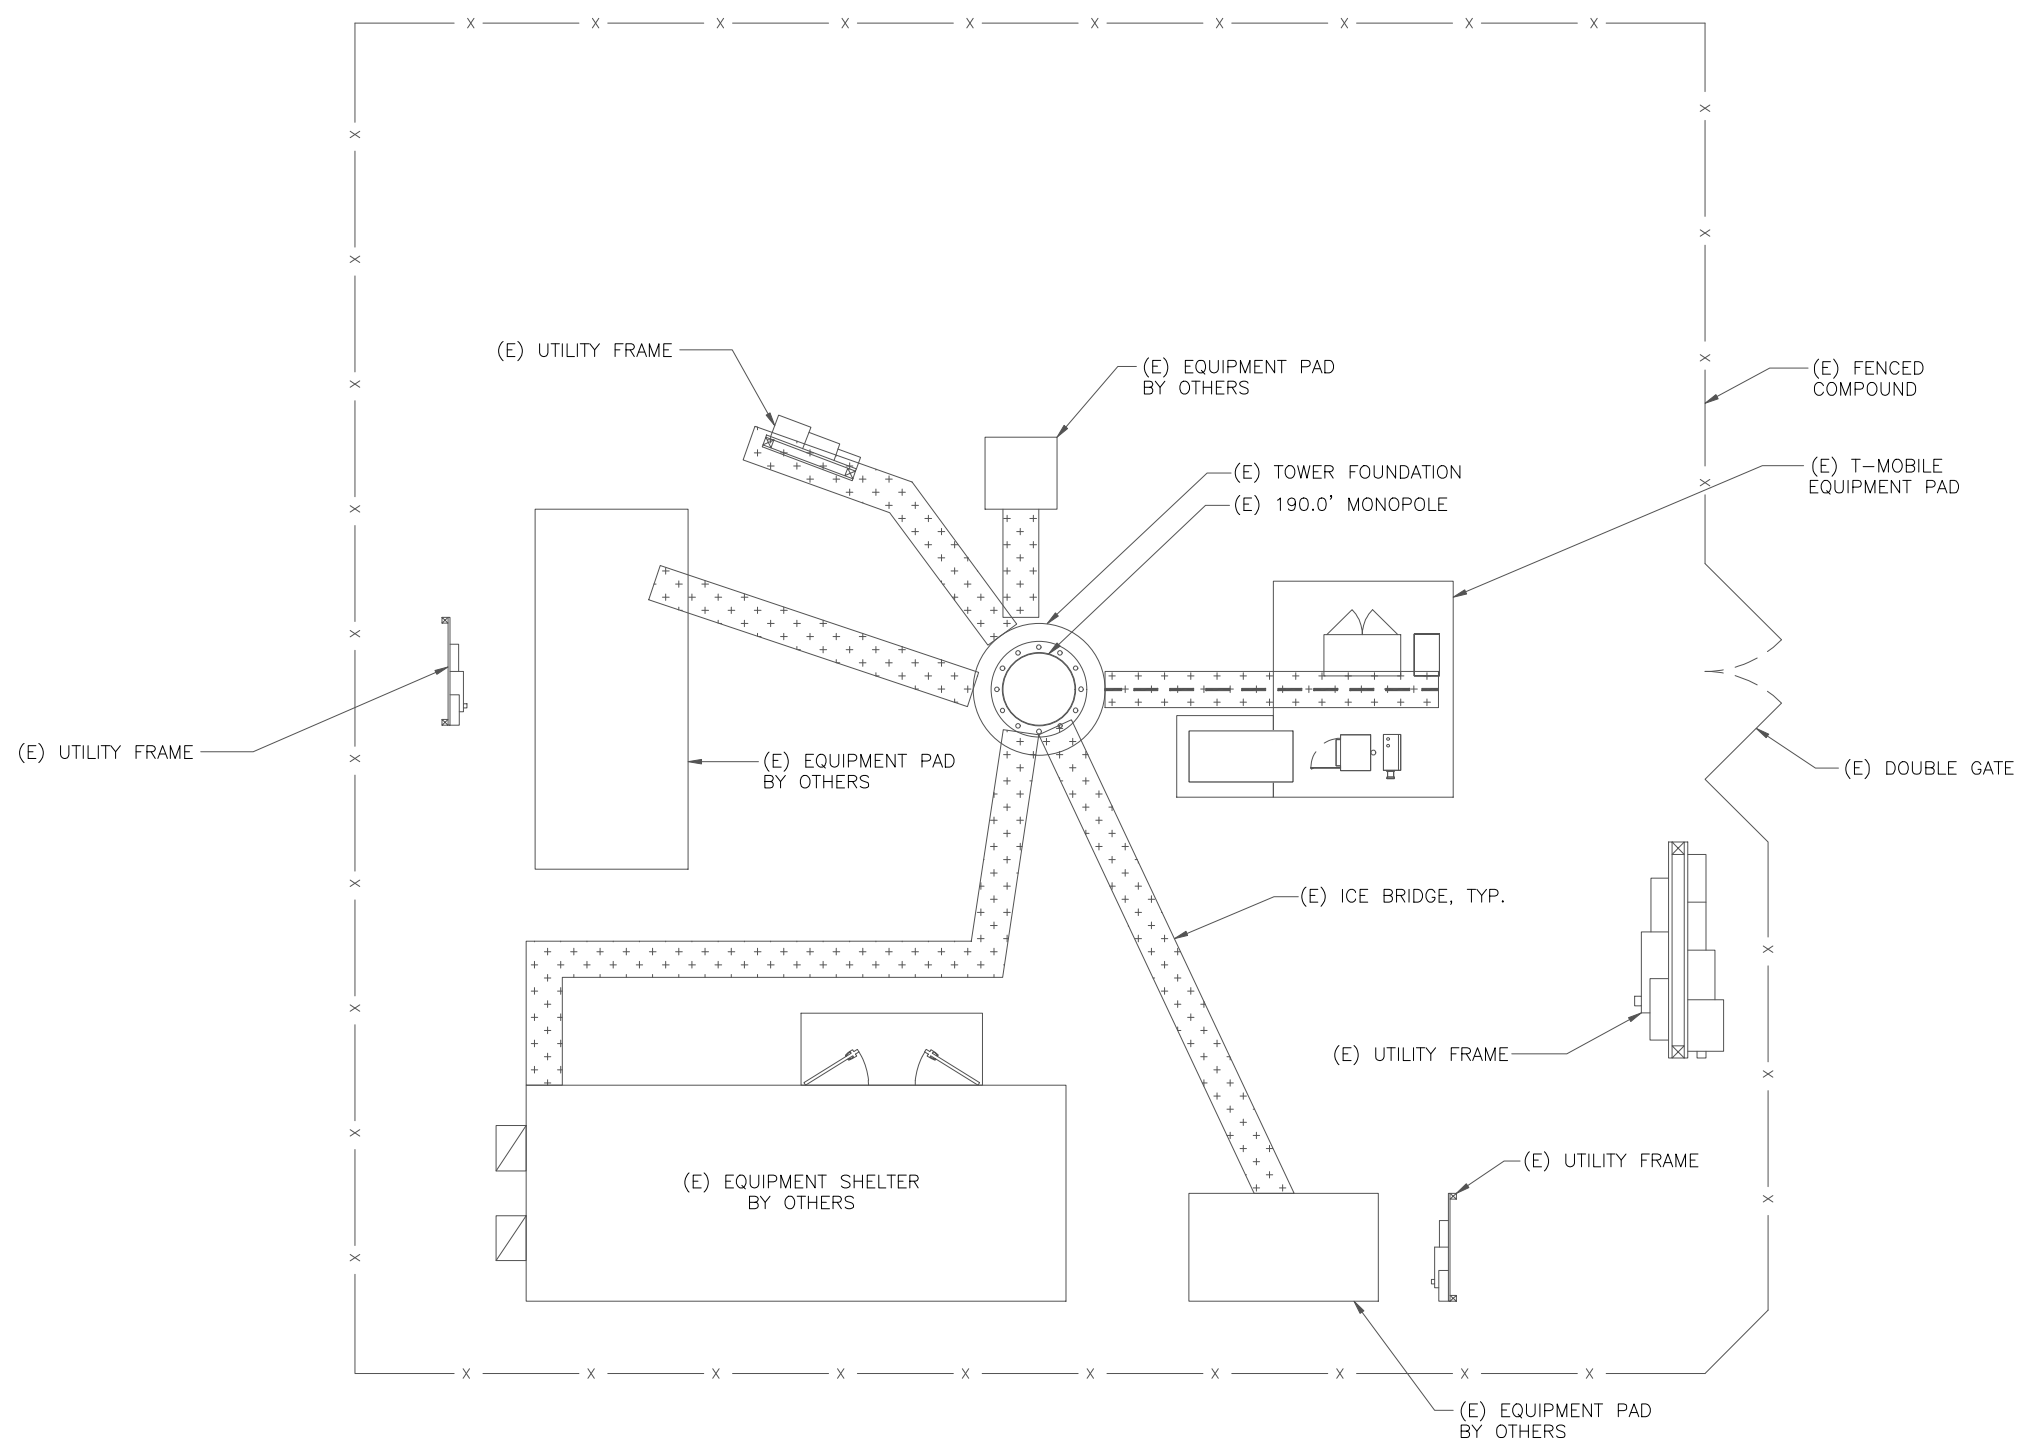 (E) UTILITY FRAME
(E) EQUIPMENT PAD
BY OTHERS
(E) FENCED
COMPOUND
(E) TOWER FOUNDATION
(E) T-MOBILE
EQUIPMENT PAD
(E) 190.0' MONOPOLE
(E) UTILITY FRAME
(E) EQUIPMENT PAD
BY OTHERS
(E) DOUBLE GATE
(E) ICE BRIDGE, TYP.
(E) UTILITY FRAME
(E) UTILITY FRAME
(E) EQUIPMENT SHELTER
BY OTHERS
(E) EQUIPMENT PAD
BY OTHERS